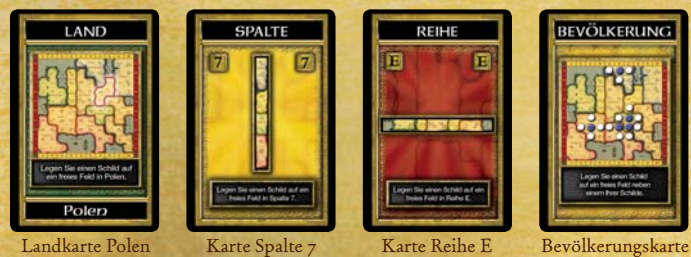 LAND
Legen Sie einen Schild auf
ein freies Feld in Polen.
Polen
Landkarte Polen
SPALTE
7 7
Legen Sie einen Schild auf ein
freies Feld in Spalte 7.
Karte Spalte 7
REIHE
E E
Legen Sie einen Schild auf ein
freies Feld in Reihe E.
Karte Reihe E
BEVÖLKERUNG
Legen Sie einen Schild
auf ein freies Feld neben
einem Ihrer Schilde.
Bevölkerungskarte